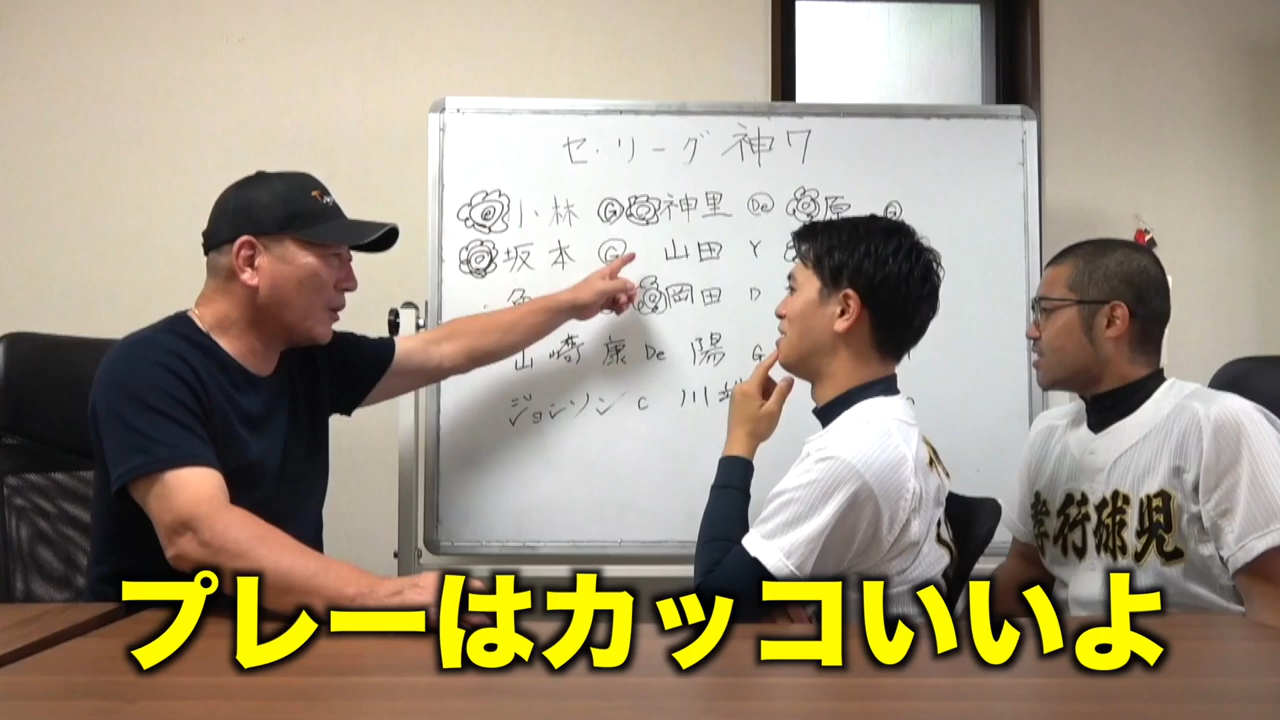 セ・リーグ神7
小林 G 神里 De 原 G
坂本 G 山田 Y
岡田 D
山崎康 De 陽 G
ジョンソン C 川端
孝行球児
プレーはカッコいいよ